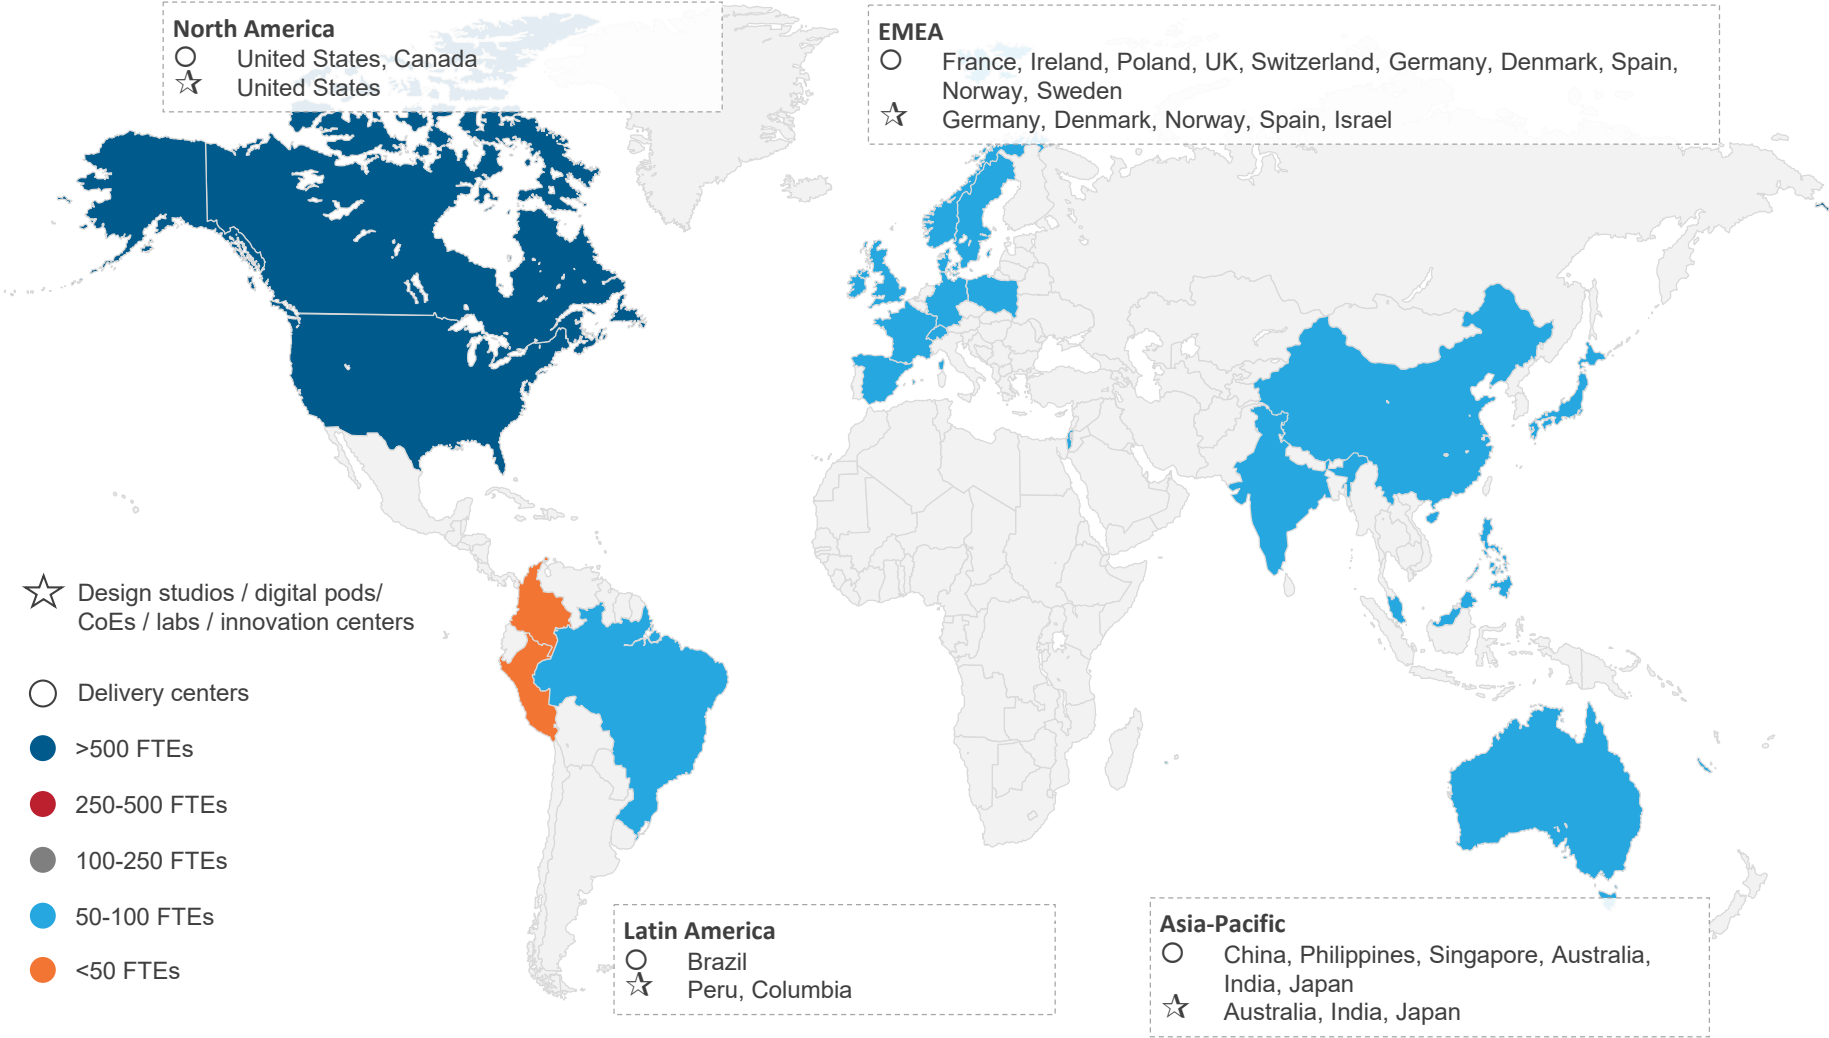 North America
United States, Canada
United States
EMEA
France, Ireland, Poland, UK, Switzerland, Germany, Denmark, Spain,
Norway, Sweden
Germany, Denmark, Norway, Spain, Israel
Design studios / digital pods/
CoEs / labs / innovation centers
Delivery centers
>500 FTEs
250-500 FTEs
100-250 FTEs
50-100 FTEs
<50 FTEs
Latin America
Brazil
Peru, Columbia
Asia-Pacific
China, Philippines, Singapore, Australia,
India, Japan
Australia, India, Japan